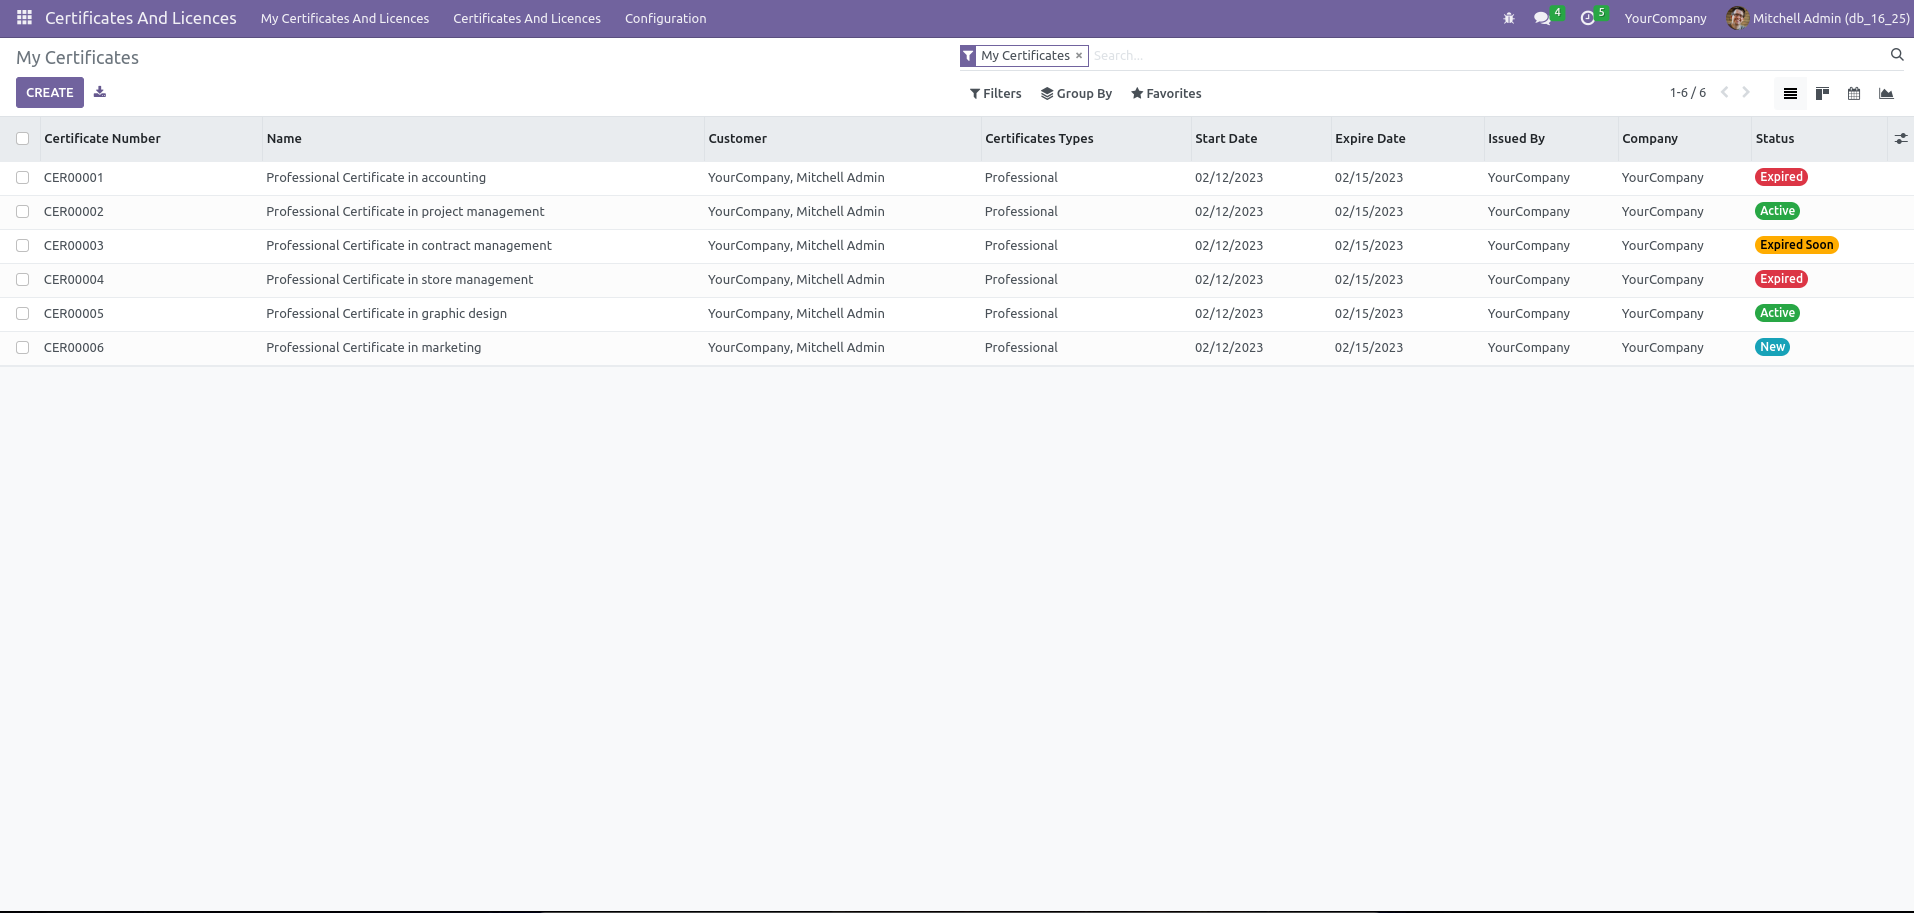 Certificates And Licences My Certificates And Licences Certificates And Licences Configuration 4 5 YourCompany Mitchell Admin (db_16_25)
My Certificates My Certificates × Search...
CREATE Filters Group By Favorites 1-6 / 6
Certificate Number Name Customer Certificates Types Start Date Expire Date Issued By Company Status
CER00001 Professional Certificate in accounting YourCompany, Mitchell Admin Professional 02/12/2023 02/15/2023 YourCompany YourCompany Expired
CER00002 Professional Certificate in project management YourCompany, Mitchell Admin Professional 02/12/2023 02/15/2023 YourCompany YourCompany Active
CER00003 Professional Certificate in contract management YourCompany, Mitchell Admin Professional 02/12/2023 02/15/2023 YourCompany YourCompany Expired Soon
CER00004 Professional Certificate in store management YourCompany, Mitchell Admin Professional 02/12/2023 02/15/2023 YourCompany YourCompany Expired
CER00005 Professional Certificate in graphic design YourCompany, Mitchell Admin Professional 02/12/2023 02/15/2023 YourCompany YourCompany Active
CER00006 Professional Certificate in marketing YourCompany, Mitchell Admin Professional 02/12/2023 02/15/2023 YourCompany YourCompany New